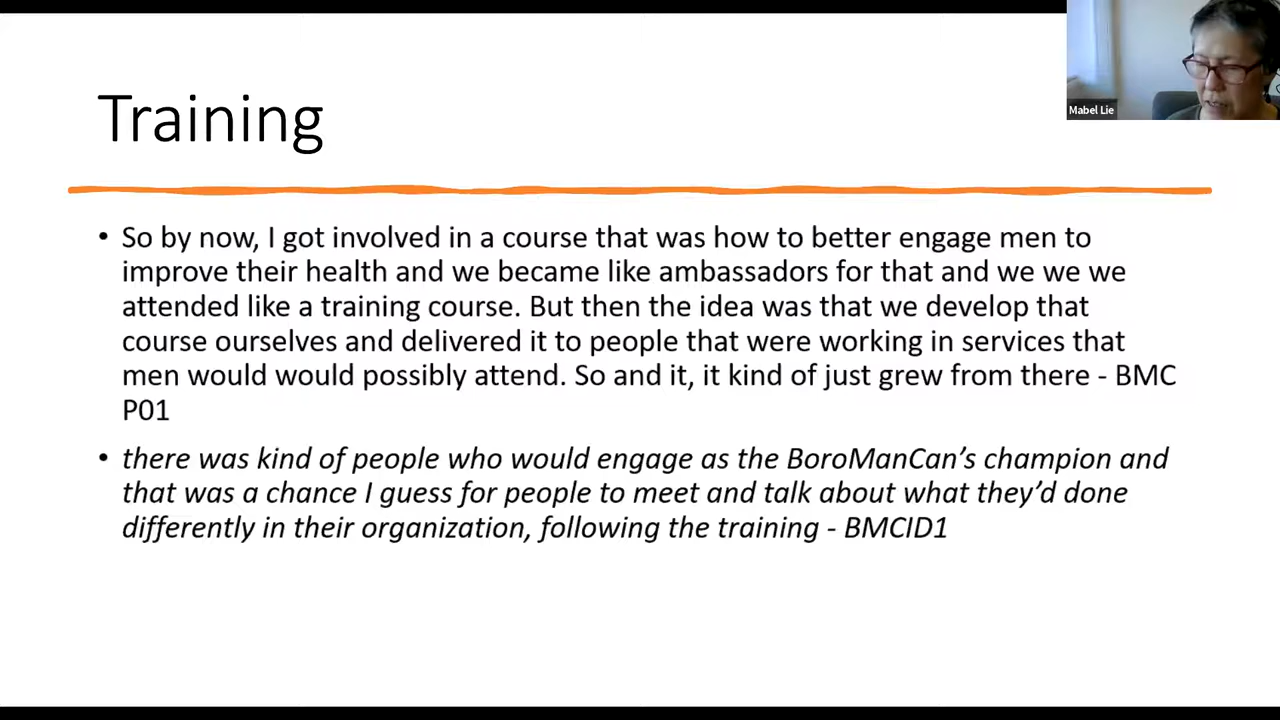 Mabel Lie
Training
• So by now, I got involved in a course that was how to better engage men to
improve their health and we became like ambassadors for that and we we we
attended like a training course. But then the idea was that we develop that
course ourselves and delivered it to people that were working in services that
men would would possibly attend. So and it, it kind of just grew from there - BMC
P01
• there was kind of people who would engage as the BoroManCan’s champion and
that was a chance I guess for people to meet and talk about what they’d done
differently in their organization, following the training - BMCID1